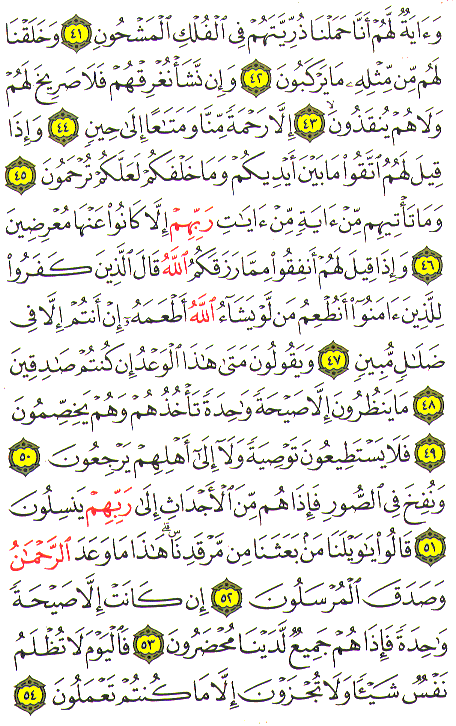 وَءَايَةٌ لَّهُمْ أَنَّا حَمَلْنَا ذُرِّيَّتَهُمْ فِى ٱلْفُلْكِ ٱلْمَشْحُونِ ٤١ وَخَلَقْنَا
لَهُم مِّن مِّثْلِهِۦ مَا يَرْكَبُونَ ٤٢ وَإِن نَّشَأْ نُغْرِقْهُمْ فَلَا صَرِيخَ لَهُمْ
وَلَا هُمْ يُنقَذُونَ ٤٣ إِلَّا رَحْمَةً مِّنَّا وَمَتَٰعًا إِلَىٰ حِينٍ ٤٤ وَإِذَا
قِيلَ لَهُمُ ٱتَّقُوا۟ مَا بَيْنَ أَيْدِيكُمْ وَمَا خَلْفَكُمْ لَعَلَّكُمْ تُرْحَمُونَ ٤٥
وَمَا تَأْتِيهِم مِّنْ ءَايَةٍ مِّنْ ءَايَٰتِ رَبِّهِمْ إِلَّا كَانُوا۟ عَنْهَا مُعْرِضِينَ
٤٦ وَإِذَا قِيلَ لَهُمْ أَنفِقُوا۟ مِمَّا رَزَقَكُمُ ٱللَّهُ قَالَ ٱلَّذِينَ كَفَرُوا۟
لِلَّذِينَ ءَامَنُوٓا۟ أَنُطْعِمُ مَن لَّوْ يَشَآءُ ٱللَّهُ أَطْعَمَهُۥٓ إِنْ أَنتُمْ إِلَّا فِى
ضَلَٰلٍ مُّبِينٍ ٤٧ وَيَقُولُونَ مَتَىٰ هَٰذَا ٱلْوَعْدُ إِن كُنتُمْ صَٰدِقِينَ
٤٨ مَا يَنظُرُونَ إِلَّا صَيْحَةً وَٰحِدَةً تَأْخُذُهُمْ وَهُمْ يَخِصِّمُونَ
٤٩ فَلَا يَسْتَطِيعُونَ تَوْصِيَةً وَلَآ إِلَىٰٓ أَهْلِهِمْ يَرْجِعُونَ ٥٠
وَنُفِخَ فِى ٱلصُّورِ فَإِذَا هُم مِّنَ ٱلْأَجْدَاثِ إِلَىٰ رَبِّهِمْ يَنسِلُونَ
٥١ قَالُوا۟ يَٰوَيْلَنَا مَنۢ بَعَثَنَا مِن مَّرْقَدِنَا ۜ ۗ هَٰذَا مَا وَعَدَ ٱلرَّحْمَٰنُ
وَصَدَقَ ٱلْمُرْسَلُونَ ٥٢ إِن كَانَتْ إِلَّا صَيْحَةً
وَٰحِدَةً فَإِذَا هُمْ جَمِيعٌ لَّدَيْنَا مُحْضَرُونَ ٥٣ فَٱلْيَوْمَ لَا تُظْلَمُ
نَفْسٌ شَيْـًٔا وَلَا تُجْزَوْنَ إِلَّا مَا كُنتُمْ تَعْمَلُونَ ٥٤